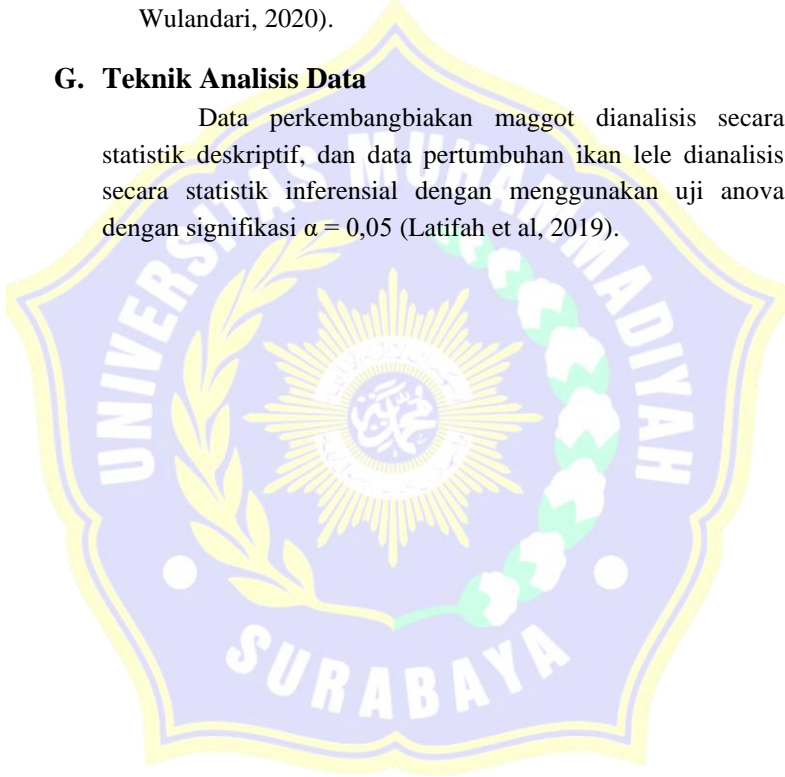 Wulandari, 2020).
G. Teknik Analisis Data
Data perkembangbiakan maggot dianalisis secara
statistik deskriptif, dan data pertumbuhan ikan lele dianalisis
secara statistik inferensial dengan menggunakan uji anova
dengan signifikasi α = 0,05 (Latifah et al, 2019).
UNIVERSITAS MUHAMMADIYAH
محمدية
SURABAYA